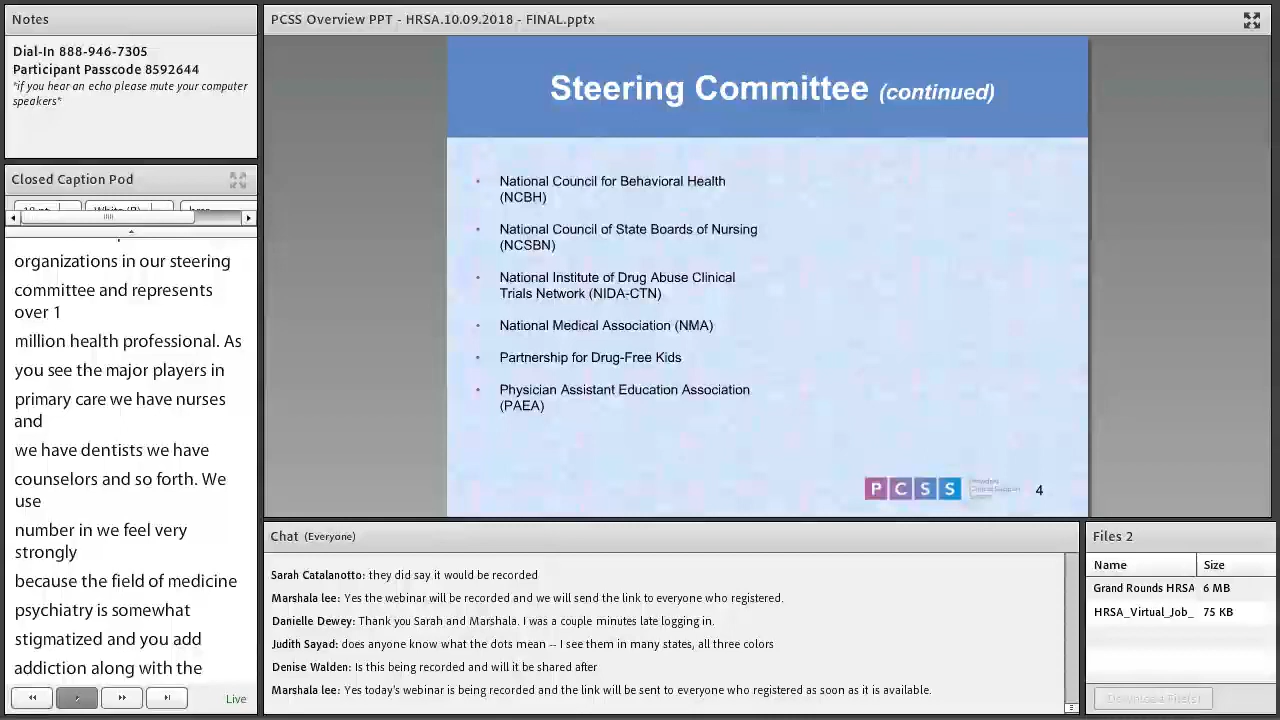 Notes
Dial-In 888-946-7305
Participant Passcode 8592644
*if you hear an echo please mute your computer
speakers*
Closed Caption Pod
organizations in our steering
committee and represents
over 1
million health professional. As
you see the major players in
primary care we have nurses
and
we have dentists we have
counselors and so forth. We
use
number in we feel very
strongly
because the field of medicine
psychiatry is somewhat
stigmatized and you add
addiction along with the
Live
PCSS Overview PPT - HRSA.10.09.2018 - FINAL.pptx
Steering Committee (continued)
• National Council for Behavioral Health
(NCBH)
• National Council of State Boards of Nursing
(NCSBN)
• National Institute of Drug Abuse Clinical
Trials Network (NIDA-CTN)
• National Medical Association (NMA)
• Partnership for Drug-Free Kids
• Physician Assistant Education Association
(PAEA)
PCSS
4
Chat (Everyone)
Sarah Catalanotto: they did say it would be recorded
Marshala lee: Yes the webinar will be recorded and we will send the link to everyone who registered.
Danielle Dewey: Thank you Sarah and Marshala. I was a couple minutes late logging in.
Judith Sayad: does anyone know what the dots mean -- I see them in many states, all three colors
Denise Walden: Is this being recorded and will it be shared after
Marshala lee: Yes today's webinar is being recorded and the link will be sent to everyone who registered as soon as it is available.
Files 2
Name Size
Grand Rounds HRSA 6 MB
HRSA_Virtual_Job_ 75 KB
Download File(s)